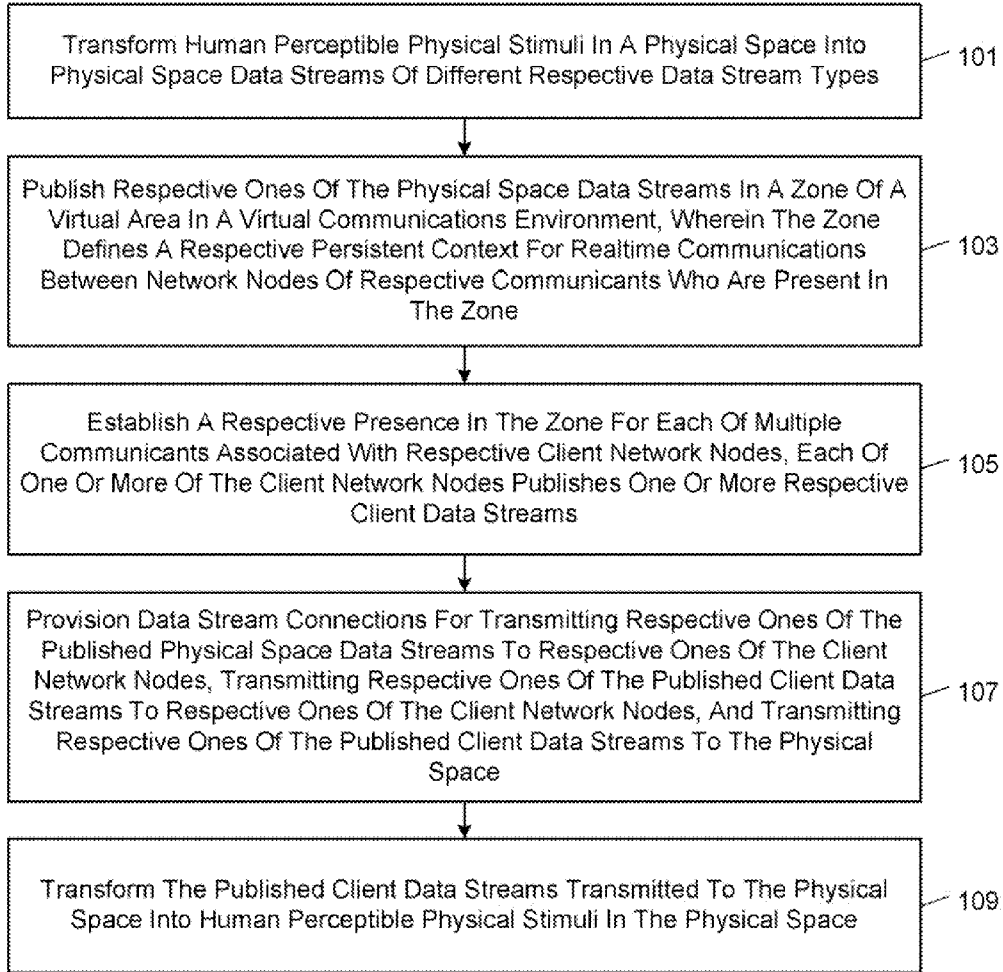 Transform Human Perceptible Physical Stimuli In A Physical Space Into
Physical Space Data Streams Of Different Respective Data Stream Types
101
Publish Respective Ones Of The Physical Space Data Streams In A Zone Of A
Virtual Area In A Virtual Communications Environment, Wherein The Zone
Defines A Respective Persistent Context For Realtime Communications
Between Network Nodes Of Respective Communicants Who Are Present In
The Zone
103
Establish A Respective Presence In The Zone For Each Of Multiple
Communicants Associated With Respective Client Network Nodes, Each Of
One Or More Of The Client Network Nodes Publishes One Or More Respective
Client Data Streams
105
Provision Data Stream Connections For Transmitting Respective Ones Of The
Published Physical Space Data Streams To Respective Ones Of The Client
Network Nodes, Transmitting Respective Ones Of The Published Client Data
Streams To Respective Ones Of The Client Network Nodes, And Transmitting
Respective Ones Of The Published Client Data Streams To The Physical
Space
107
Transform The Published Client Data Streams Transmitted To The Physical
Space Into Human Perceptible Physical Stimuli In The Physical Space
109